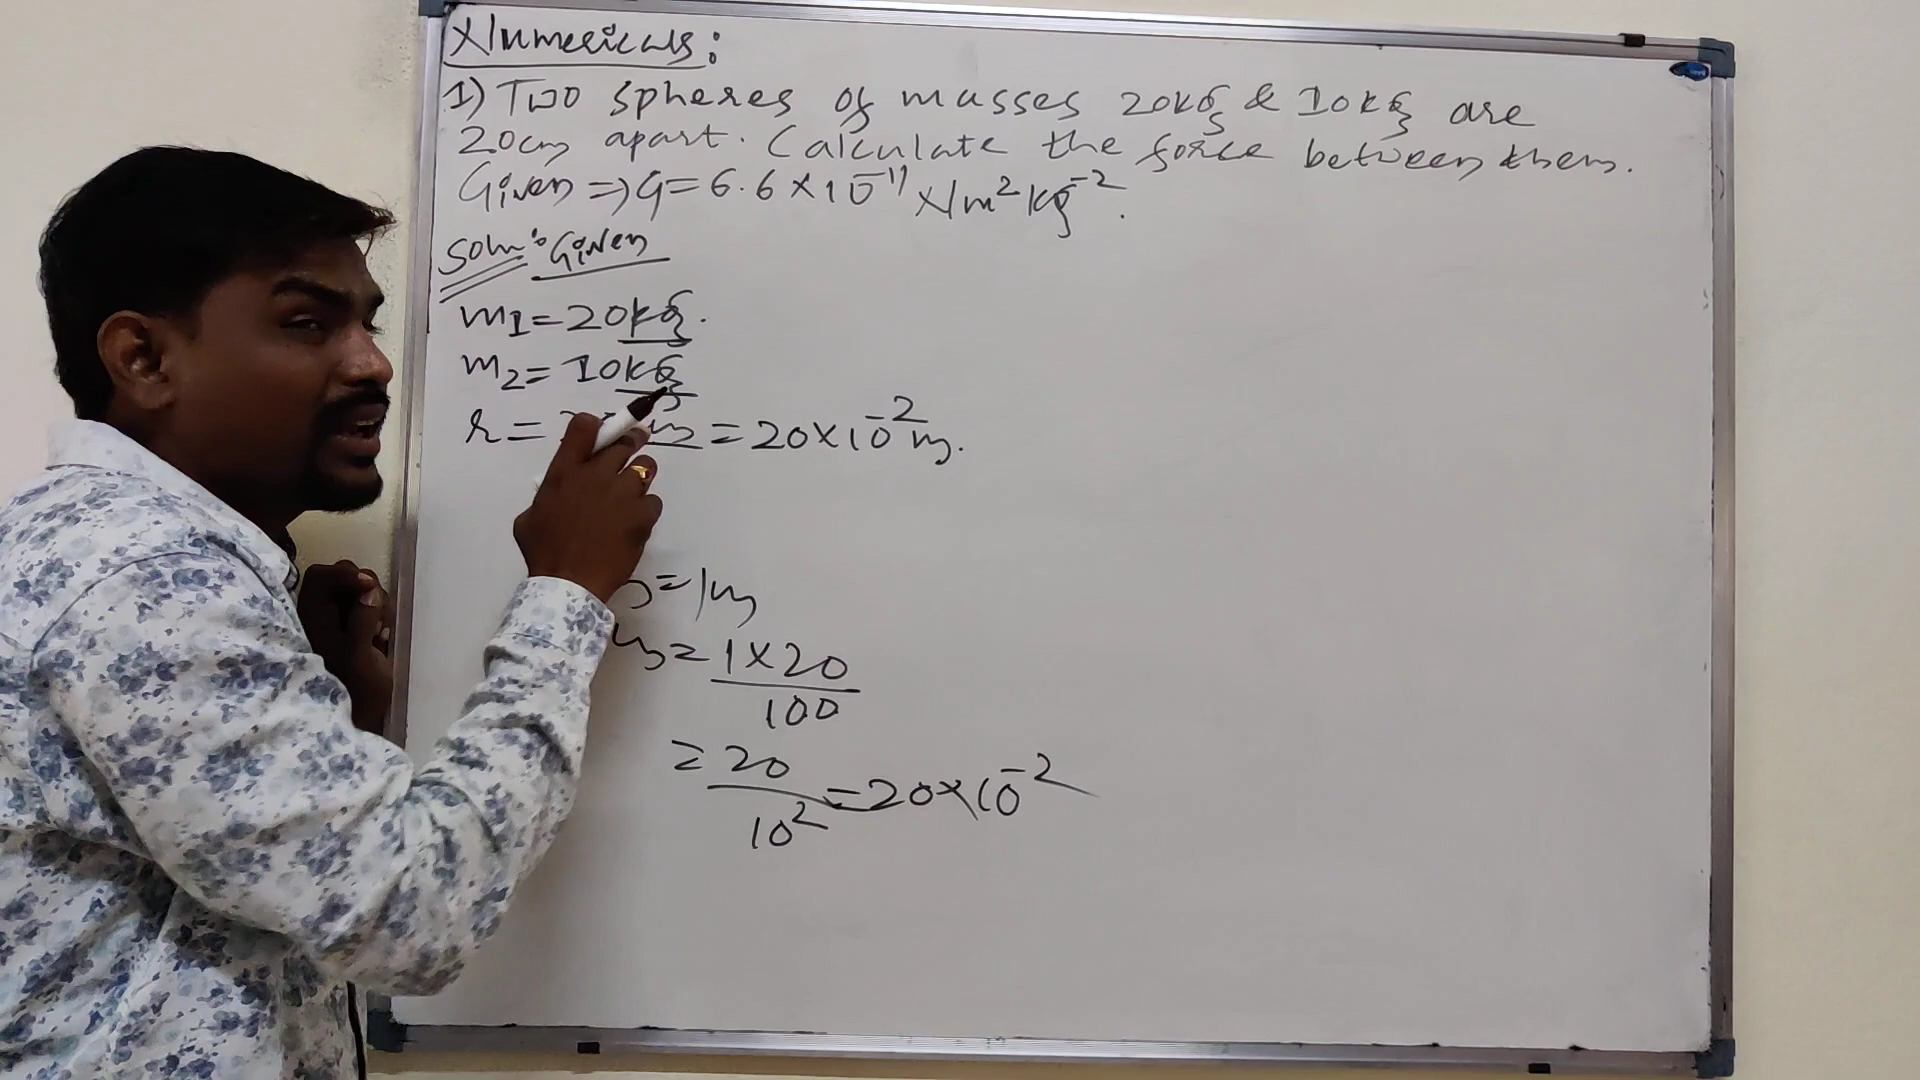 Numericals:
1) Two spheres of masses 20kg & 10kg are
20cm apart. Calculate the force between them.
Given => G = 6.6 × 10⁻¹¹ Nm² kg⁻².
Soln: Given
m₁ = 20kg.
m₂ = 10kg
r = = 20 × 10⁻² m.
= 1m
= 1 × 20
100
= 20
10² = 20 × 10⁻²